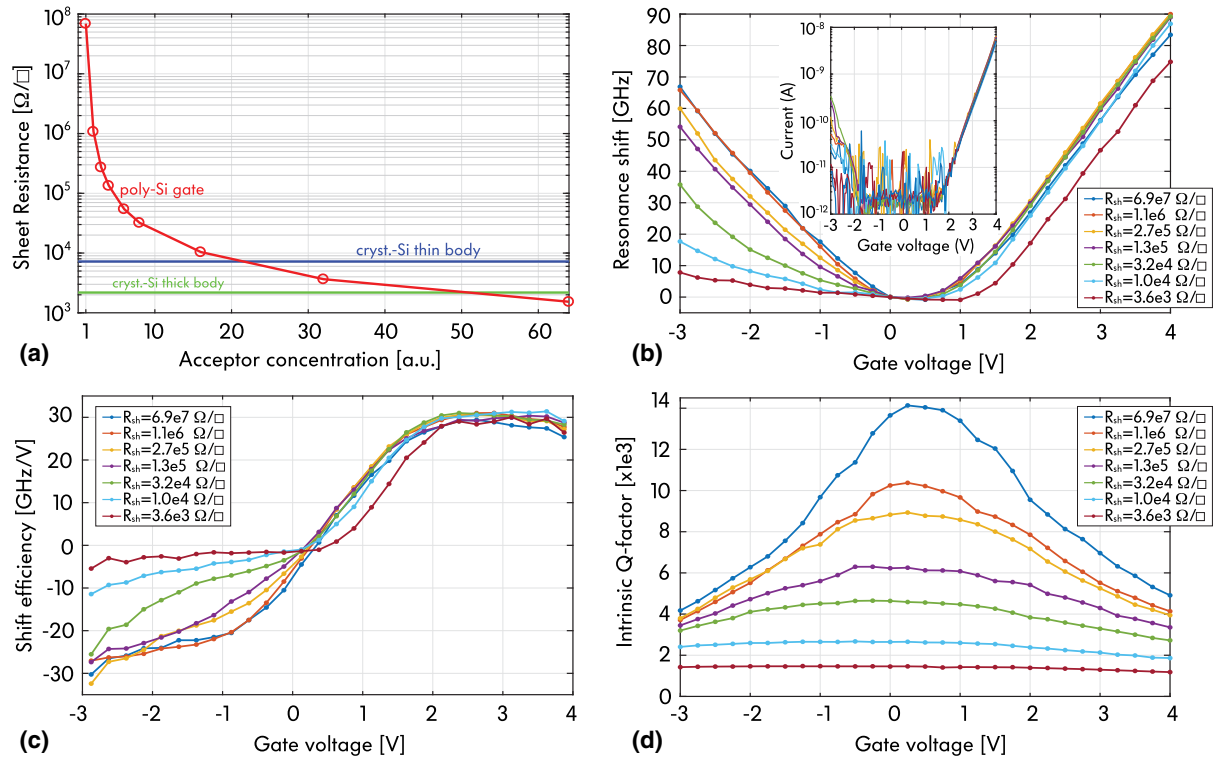 10^8
10^6
10^5
10^4
10^3
Sheet Resistance [Ω/□]
poly-Si gate
cryst.-Si thin body
cryst.-Si thick body
1 10 20 30 40 50 60
Acceptor concentration [a.u.]
(a)
90
80
70
60
50
40
30
20
10
0
Resonance shift [GHz]
-3 -2 -1 0 1 2 3 4
Gate voltage [V]
10^-8
10^-9
10^-10
10^-11
10^-12
Current (A)
-3 -2 -1 0 1 2 3 4
Gate voltage (V)
R_sh=6.9e7 Ω/□
R_sh=1.1e6 Ω/□
R_sh=2.7e5 Ω/□
R_sh=1.3e5 Ω/□
R_sh=3.2e4 Ω/□
R_sh=1.0e4 Ω/□
R_sh=3.6e3 Ω/□
(b)
30
20
10
0
-10
-20
-30
Shift efficiency [GHz/V]
R_sh=6.9e7 Ω/□
R_sh=1.1e6 Ω/□
R_sh=2.7e5 Ω/□
R_sh=1.3e5 Ω/□
R_sh=3.2e4 Ω/□
R_sh=1.0e4 Ω/□
R_sh=3.6e3 Ω/□
-3 -2 -1 0 1 2 3 4
Gate voltage [V]
(c)
14
12
10
8
6
4
2
0
Intrinsic Q-factor [x1e3]
R_sh=6.9e7 Ω/□
R_sh=1.1e6 Ω/□
R_sh=2.7e5 Ω/□
R_sh=1.3e5 Ω/□
R_sh=3.2e4 Ω/□
R_sh=1.0e4 Ω/□
R_sh=3.6e3 Ω/□
-3 -2 -1 0 1 2 3 4
Gate voltage [V]
(d)